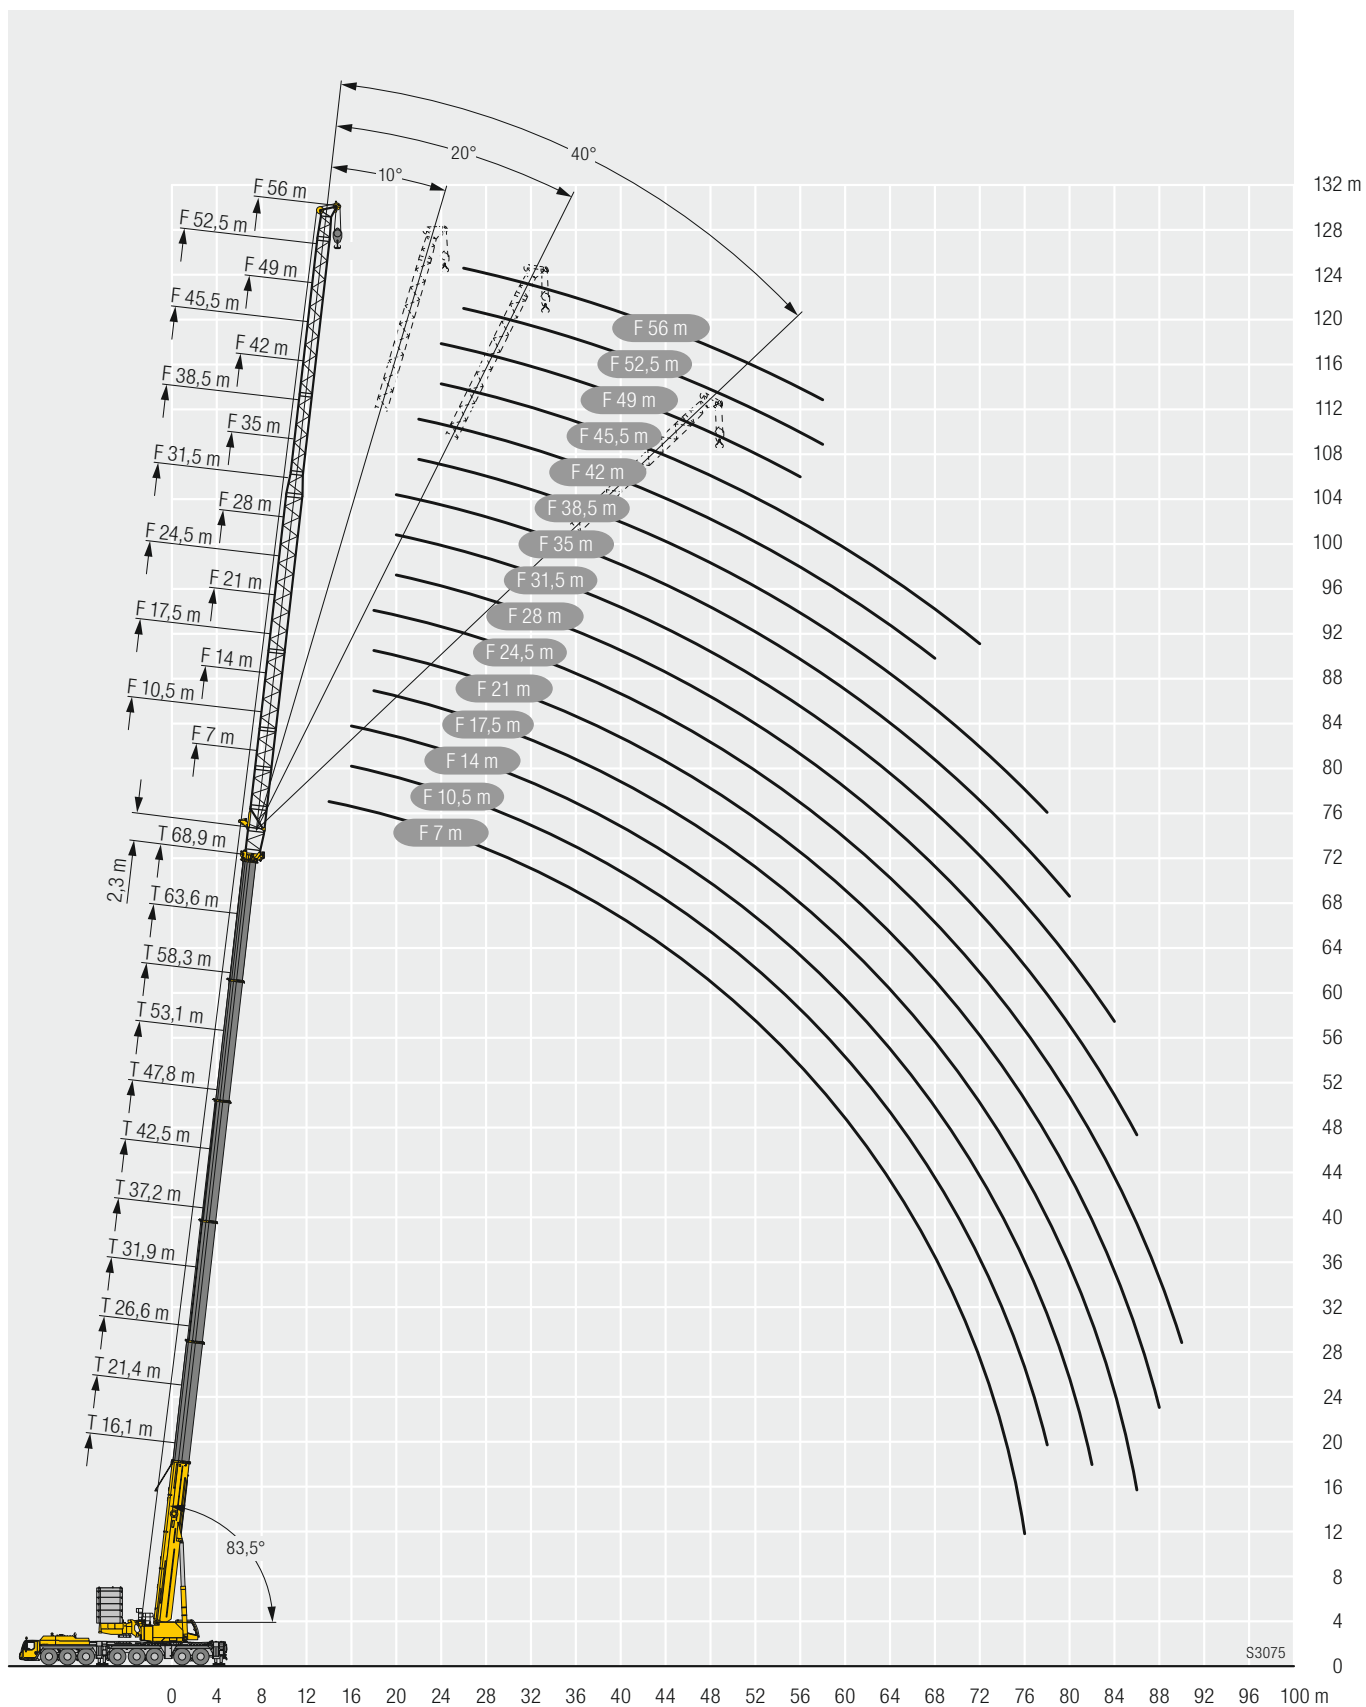 40°
20°
10°
F 56 m
F 52,5 m
F 49 m
F 45,5 m
F 42 m
F 38,5 m
F 35 m
F 31,5 m
F 28 m
F 24,5 m
F 21 m
F 17,5 m
F 14 m
F 10,5 m
F 7 m
T 68,9 m
2,3 m
T 63,6 m
T 58,3 m
T 53,1 m
T 47,8 m
T 42,5 m
T 37,2 m
T 31,9 m
T 26,6 m
T 21,4 m
T 16,1 m
83,5°
F 56 m
F 52,5 m
F 49 m
F 45,5 m
F 42 m
F 38,5 m
F 35 m
F 31,5 m
F 28 m
F 24,5 m
F 21 m
F 17,5 m
F 14 m
F 10,5 m
F 7 m
132 m
128
124
120
116
112
108
104
100
96
92
88
84
80
76
72
68
64
60
56
52
48
44
40
36
32
28
24
20
16
12
8
4
0
S3075
0 4 8 12 16 20 24 28 32 36 40 44 48 52 56 60 64 68 72 76 80 84 88 92 96 100 m